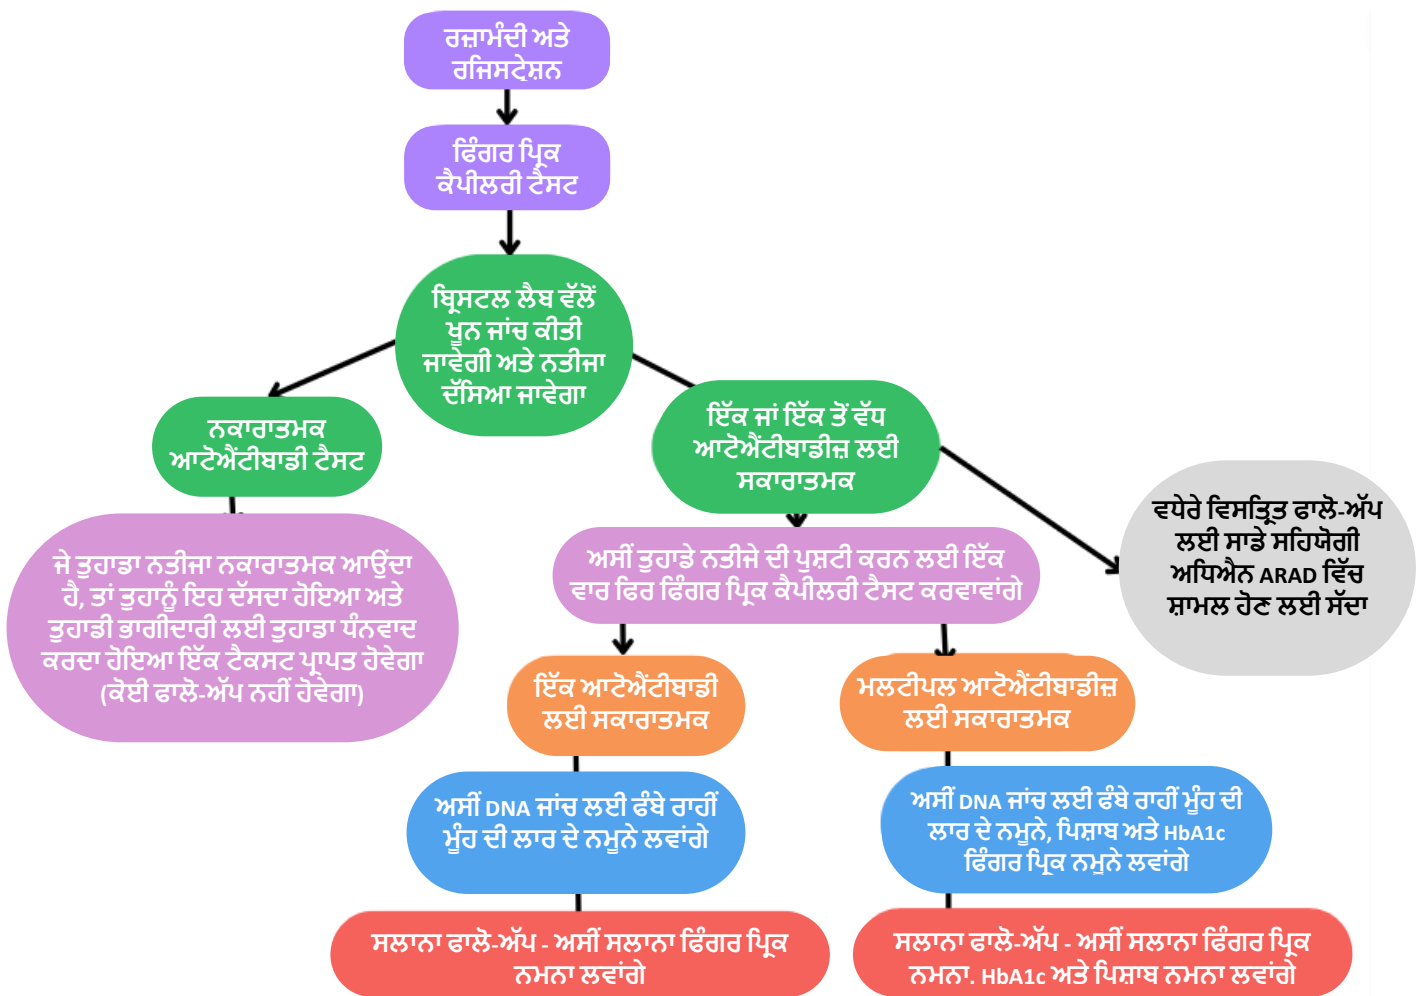 ਰਜ਼ਾਮੰਦੀ ਅਤੇ
ਰਜਿਸਟ੍ਰੇਸ਼ਨ
ਫਿੰਗਰ ਪ੍ਰਿਕ
ਕੈਪੀਲਰੀ ਟੈਸਟ
ਬ੍ਰਿਸਟਲ ਲੈਬ ਵੱਲੋਂ
ਖੂਨ ਜਾਂਚ ਕੀਤੀ
ਜਾਵੇਗੀ ਅਤੇ ਨਤੀਜਾ
ਦੱਸਿਆ ਜਾਵੇਗਾ
ਨਕਾਰਾਤਮਕ
ਆਟੋਐਂਟੀਬਾਡੀ ਟੈਸਟ
ਇੱਕ ਜਾਂ ਇੱਕ ਤੋਂ ਵੱਧ
ਆਟੋਐਂਟੀਬਾਡੀਜ਼ ਲਈ
ਸਕਾਰਾਤਮਕ
ਵਧੇਰੇ ਵਿਸਤ੍ਰਿਤ ਫਾਲੋ-ਅੱਪ
ਲਈ ਸਾਡੇ ਸਹਿਯੋਗੀ
ਅਧਿਐਨ ARAD ਵਿੱਚ
ਸ਼ਾਮਲ ਹੋਣ ਲਈ ਸੱਦਾ
ਜੇ ਤੁਹਾਡਾ ਨਤੀਜਾ ਨਕਾਰਾਤਮਕ ਆਉਂਦਾ
ਹੈ, ਤਾਂ ਤੁਹਾਨੂੰ ਇਹ ਦੱਸਦਾ ਹੋਇਆ ਅਤੇ
ਤੁਹਾਡੀ ਭਾਗੀਦਾਰੀ ਲਈ ਤੁਹਾਡਾ ਧੰਨਵਾਦ
ਕਰਦਾ ਹੋਇਆ ਇੱਕ ਟੈਕਸਟ ਪ੍ਰਾਪਤ ਹੋਵੇਗਾ
(ਕੋਈ ਫਾਲੋ-ਅੱਪ ਨਹੀਂ ਹੋਵੇਗਾ)
ਅਸੀਂ ਤੁਹਾਡੇ ਨਤੀਜੇ ਦੀ ਪੁਸ਼ਟੀ ਕਰਨ ਲਈ ਇੱਕ
ਵਾਰ ਫਿਰ ਫਿੰਗਰ ਪ੍ਰਿਕ ਕੈਪੀਲਰੀ ਟੈਸਟ ਕਰਵਾਵਾਂਗੇ
ਇੱਕ ਆਟੋਐਂਟੀਬਾਡੀ
ਲਈ ਸਕਾਰਾਤਮਕ
ਮਲਟੀਪਲ ਆਟੋਐਂਟੀਬਾਡੀਜ਼
ਲਈ ਸਕਾਰਾਤਮਕ
ਅਸੀਂ DNA ਜਾਂਚ ਲਈ ਫੰਬੇ ਰਾਹੀਂ
ਮੂੰਹ ਦੀ ਲਾਰ ਦੇ ਨਮੂਨੇ ਲਵਾਂਗੇ
ਅਸੀਂ DNA ਜਾਂਚ ਲਈ ਫੰਬੇ ਰਾਹੀਂ ਮੂੰਹ ਦੀ
ਲਾਰ ਦੇ ਨਮੂਨੇ, ਪਿਸ਼ਾਬ ਅਤੇ HbA1c
ਫਿੰਗਰ ਪ੍ਰਿਕ ਨਮੂਨੇ ਲਵਾਂਗੇ
ਸਲਾਨਾ ਫਾਲੋ-ਅੱਪ - ਅਸੀਂ ਸਲਾਨਾ ਫਿੰਗਰ ਪ੍ਰਿਕ
ਨਮੂਨਾ ਲਵਾਂਗੇ
ਸਲਾਨਾ ਫਾਲੋ-ਅੱਪ - ਅਸੀਂ ਸਲਾਨਾ ਫਿੰਗਰ ਪ੍ਰਿਕ
ਨਮੂਨਾ, HbA1c ਅਤੇ ਪਿਸ਼ਾਬ ਨਮੂਨਾ ਲਵਾਂਗੇ